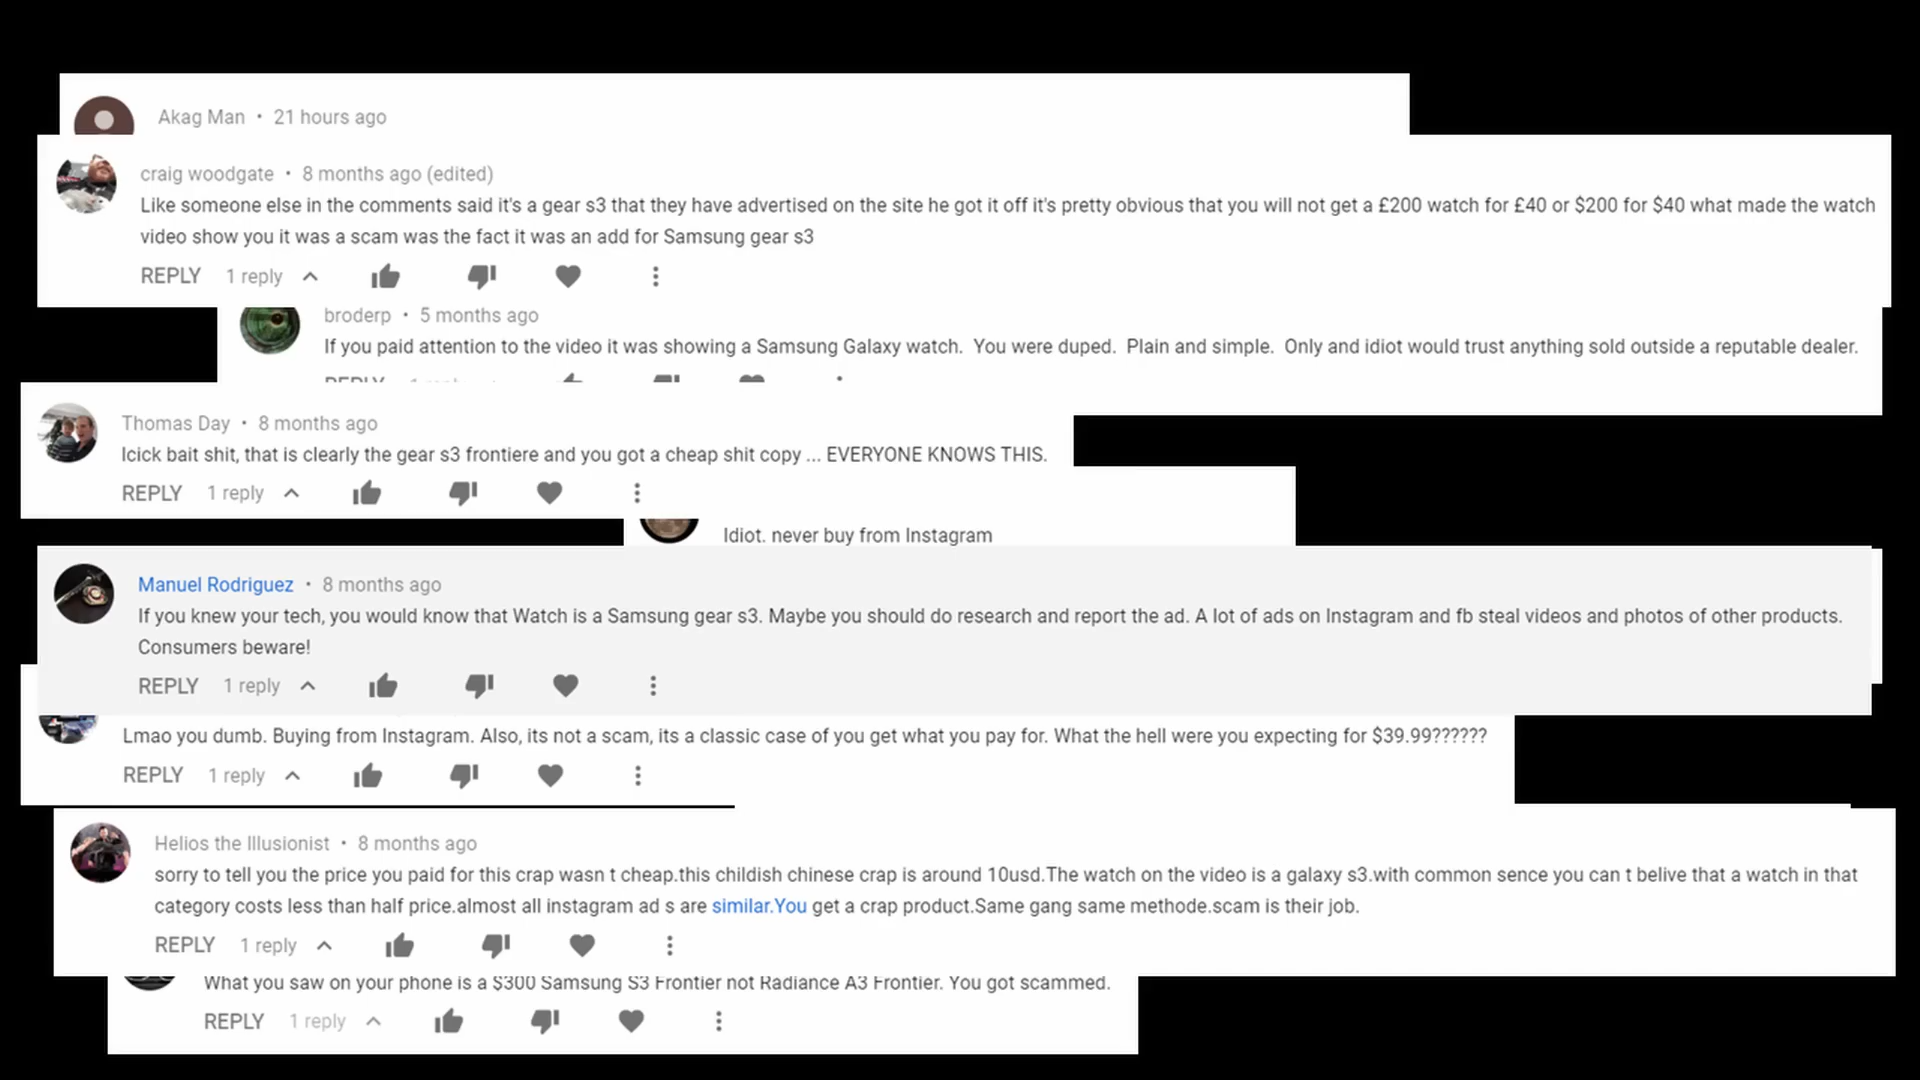 Akag Man • 21 hours ago
craig woodgate • 8 months ago (edited)
Like someone else in the comments said it's a gear s3 that they have advertised on the site he got it off it's pretty obvious that you will not get a £200 watch for £40 or $200 for $40 what made the watch
video show you it was a scam was the fact it was an add for Samsung gear s3
REPLY 1 reply
broderp • 5 months ago
If you paid attention to the video it was showing a Samsung Galaxy watch.  You were duped.  Plain and simple.  Only and idiot would trust anything sold outside a reputable dealer.
REPLY 1 reply
Thomas Day • 8 months ago
lcick bait shit, that is clearly the gear s3 frontiere and you got a cheap shit copy ... EVERYONE KNOWS THIS.
REPLY 1 reply
Idiot. never buy from Instagram
Manuel Rodriguez • 8 months ago
If you knew your tech, you would know that Watch is a Samsung gear s3. Maybe you should do research and report the ad. A lot of ads on Instagram and fb steal videos and photos of other products.
Consumers beware!
REPLY 1 reply
Lmao you dumb. Buying from Instagram. Also, its not a scam, its a classic case of you get what you pay for. What the hell were you expecting for $39.99??????
REPLY 1 reply
Helios the Illusionist • 8 months ago
sorry to tell you the price you paid for this crap wasn t cheap.this childish chinese crap is around 10usd.The watch on the video is a galaxy s3.with common sence you can t belive that a watch in that
category costs less than half price.almost all instagram ad s are similar.You get a crap product.Same gang same methode.scam is their job.
REPLY 1 reply
What you saw on your phone is a $300 Samsung S3 Frontier not Radiance A3 Frontier. You got scammed.
REPLY 1 reply